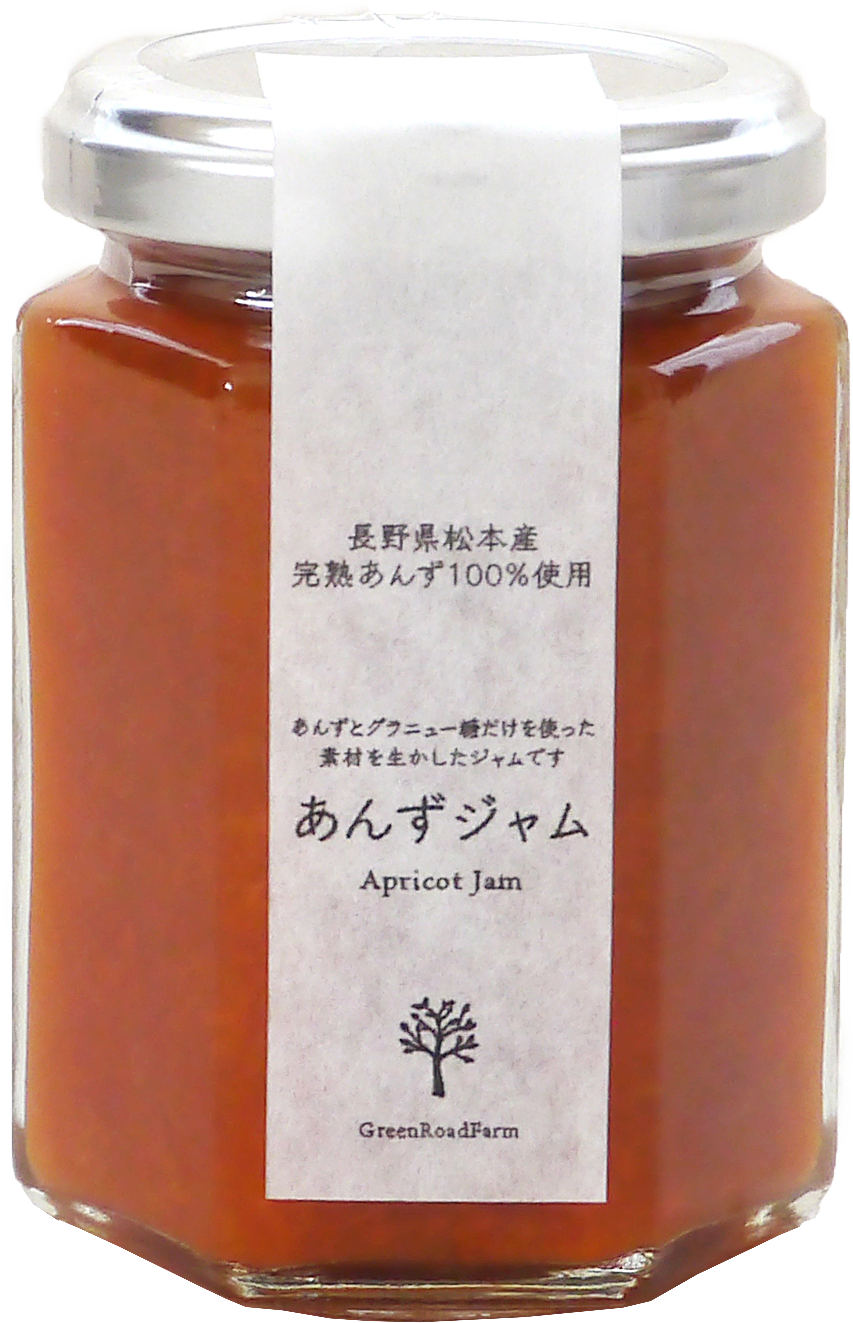 長野県松本産
完熟あんず100%使用
あんずとグラニュー糖だけを使った
素材を生かしたジャムです
あんずジャム
Apricot Jam
GreenRoadFarm